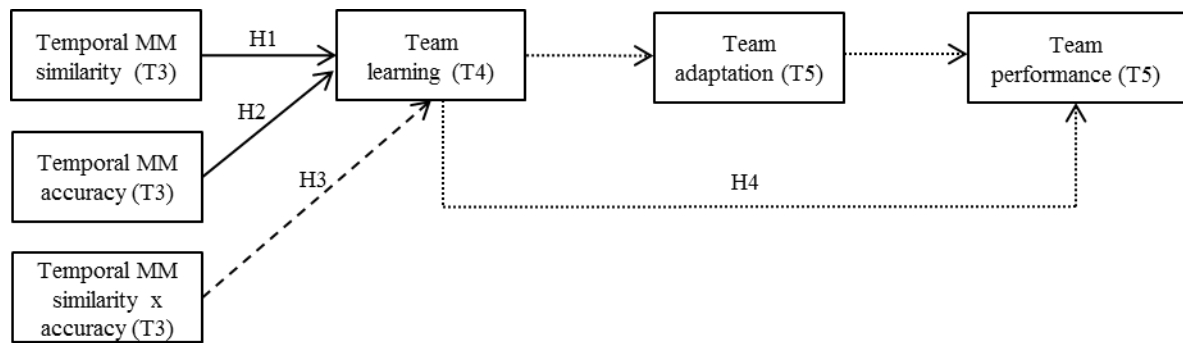 Temporal MM
similarity (T3)
H1
Team
learning (T4)
Team
adaptation (T5)
Team
performance (T5)
H2
Temporal MM
accuracy (T3)
H3
H4
Temporal MM
similarity x
accuracy (T3)